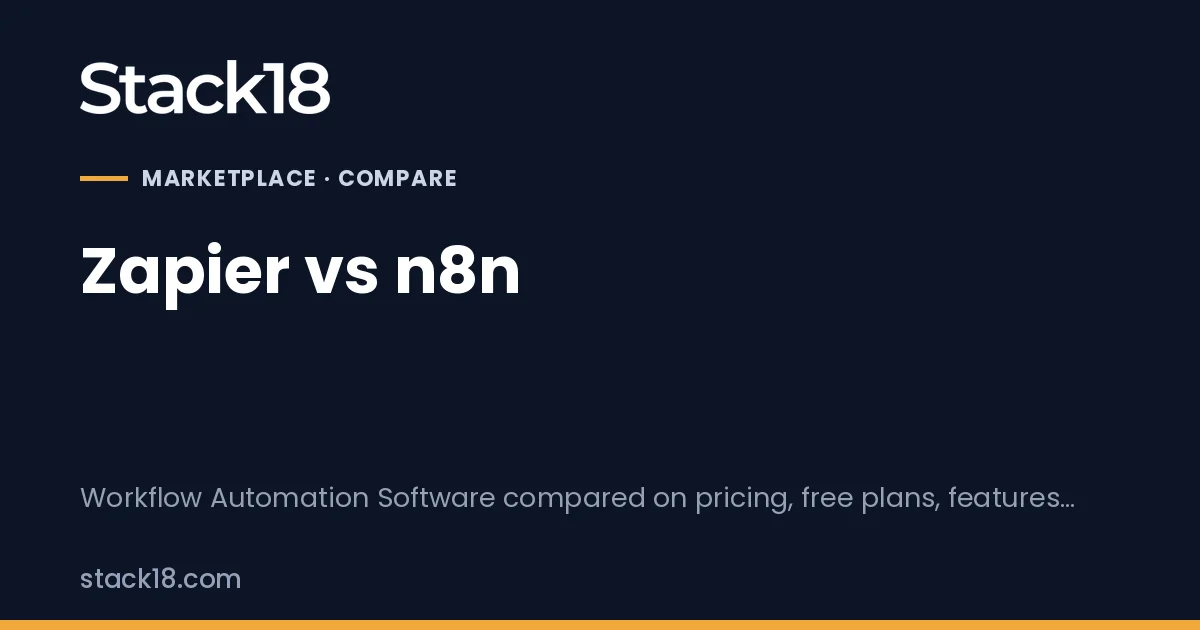 Stack18
MARKETPLACE · COMPARE
Zapier vs n8n
Workflow Automation Software compared on pricing, free plans, features…
stack18.com